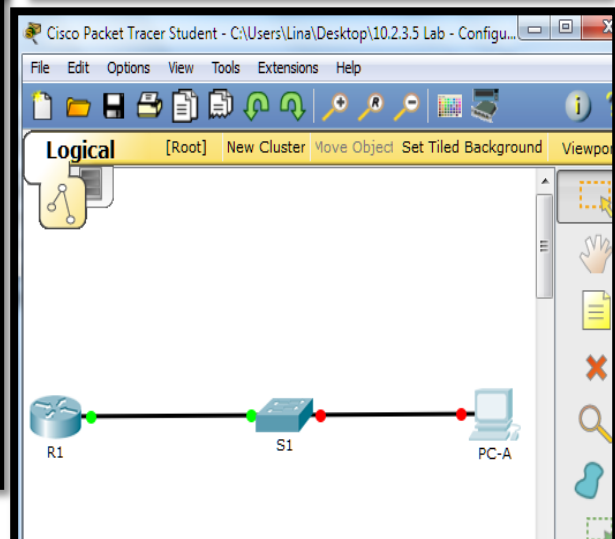 Cisco Packet Tracer Student - C:\Users\Lina\Desktop\10.2.3.5 Lab - Configu...
File Edit Options View Tools Extensions Help
Logical [Root] New Cluster Move Object Set Tiled Background Viewpor
R1 S1 PC-A